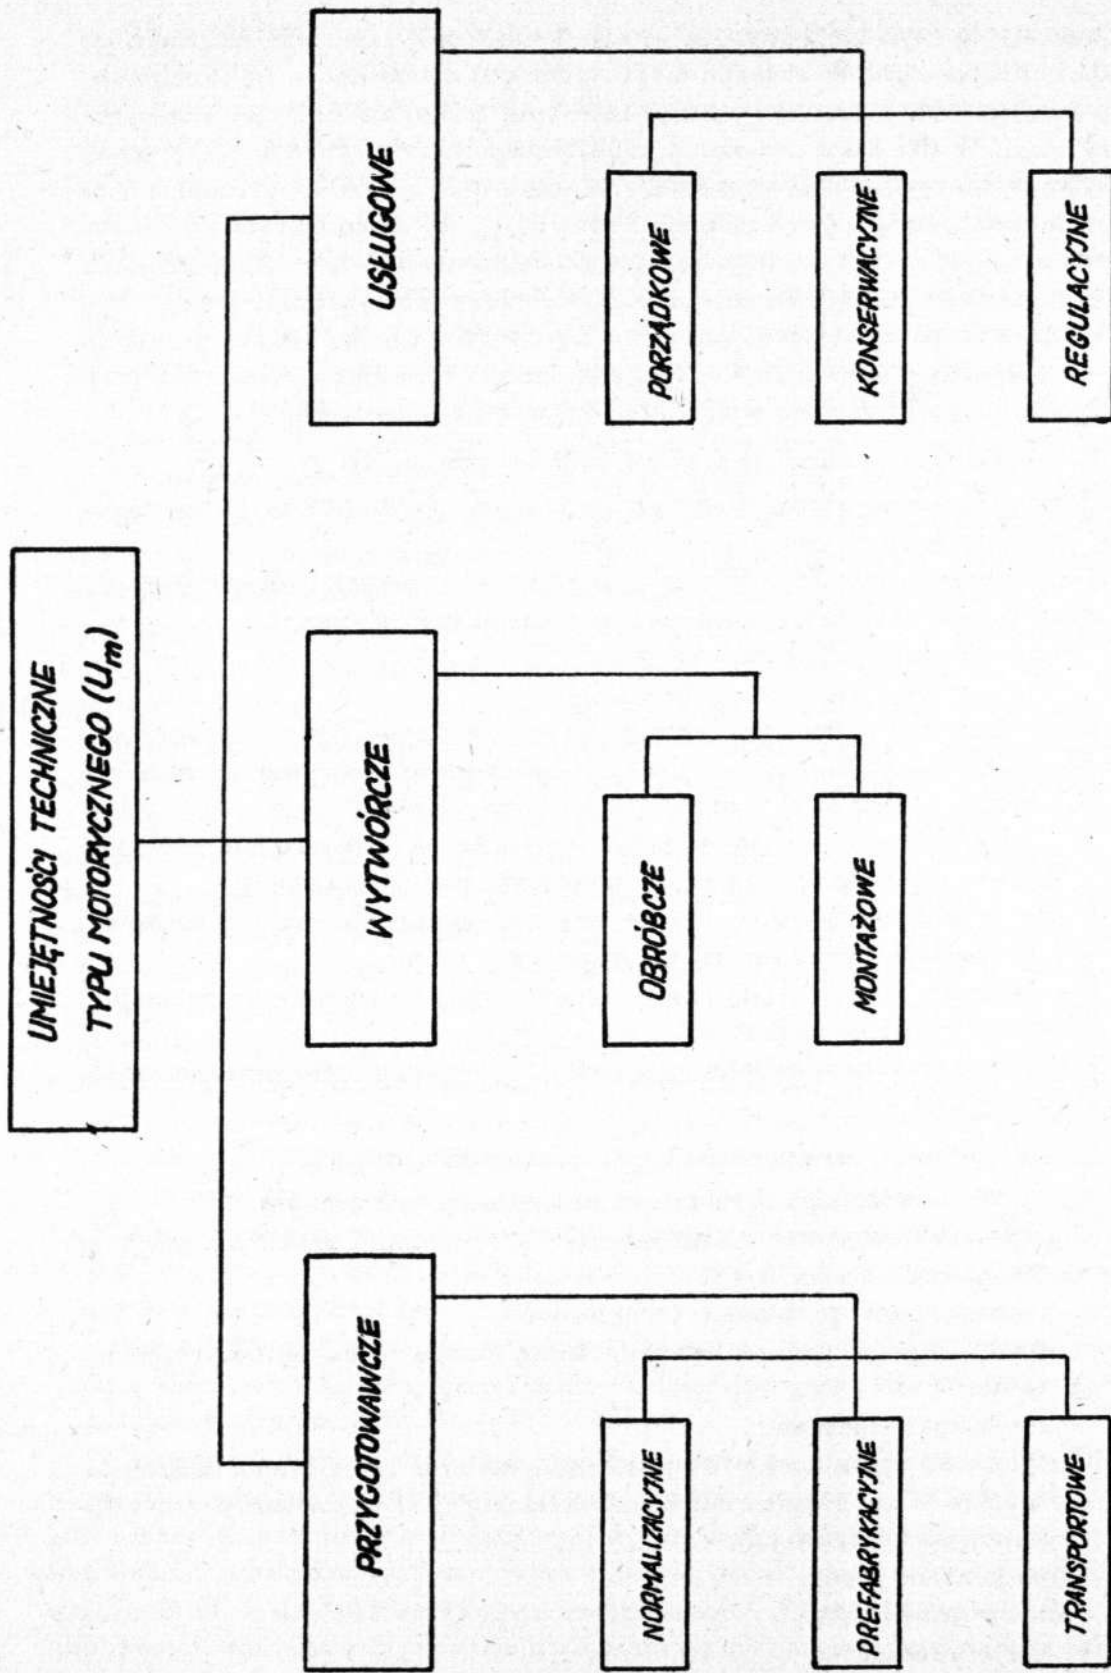 UMIEJĘTNOŚCI TECHNICZNE
TYPU MOTORYCZNEGO (Um)
PRZYGOTOWAWCZE
WYTWÓRCZE
USŁUGOWE
NORMALIZACYJNE
PREFABRYKACYJNE
TRANSPORTOWE
OBRÓBCZE
MONTAŻOWE
PORZĄDKOWE
KONSERWACYJNE
REGULACYJNE